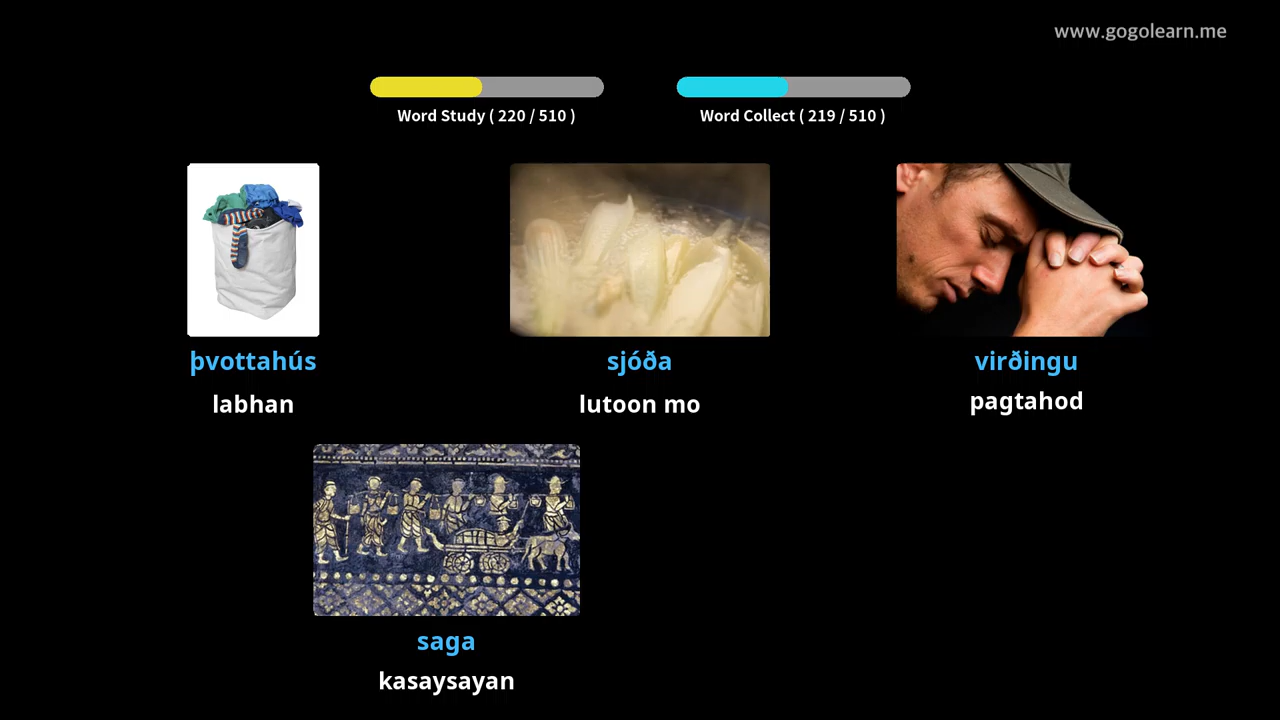 www.gogolearn.me
Word Study ( 220 / 510 )
Word Collect ( 219 / 510 )
þvottahús
labhan
sjóða
lutoon mo
virðingu
pagtahod
saga
kasaysayan